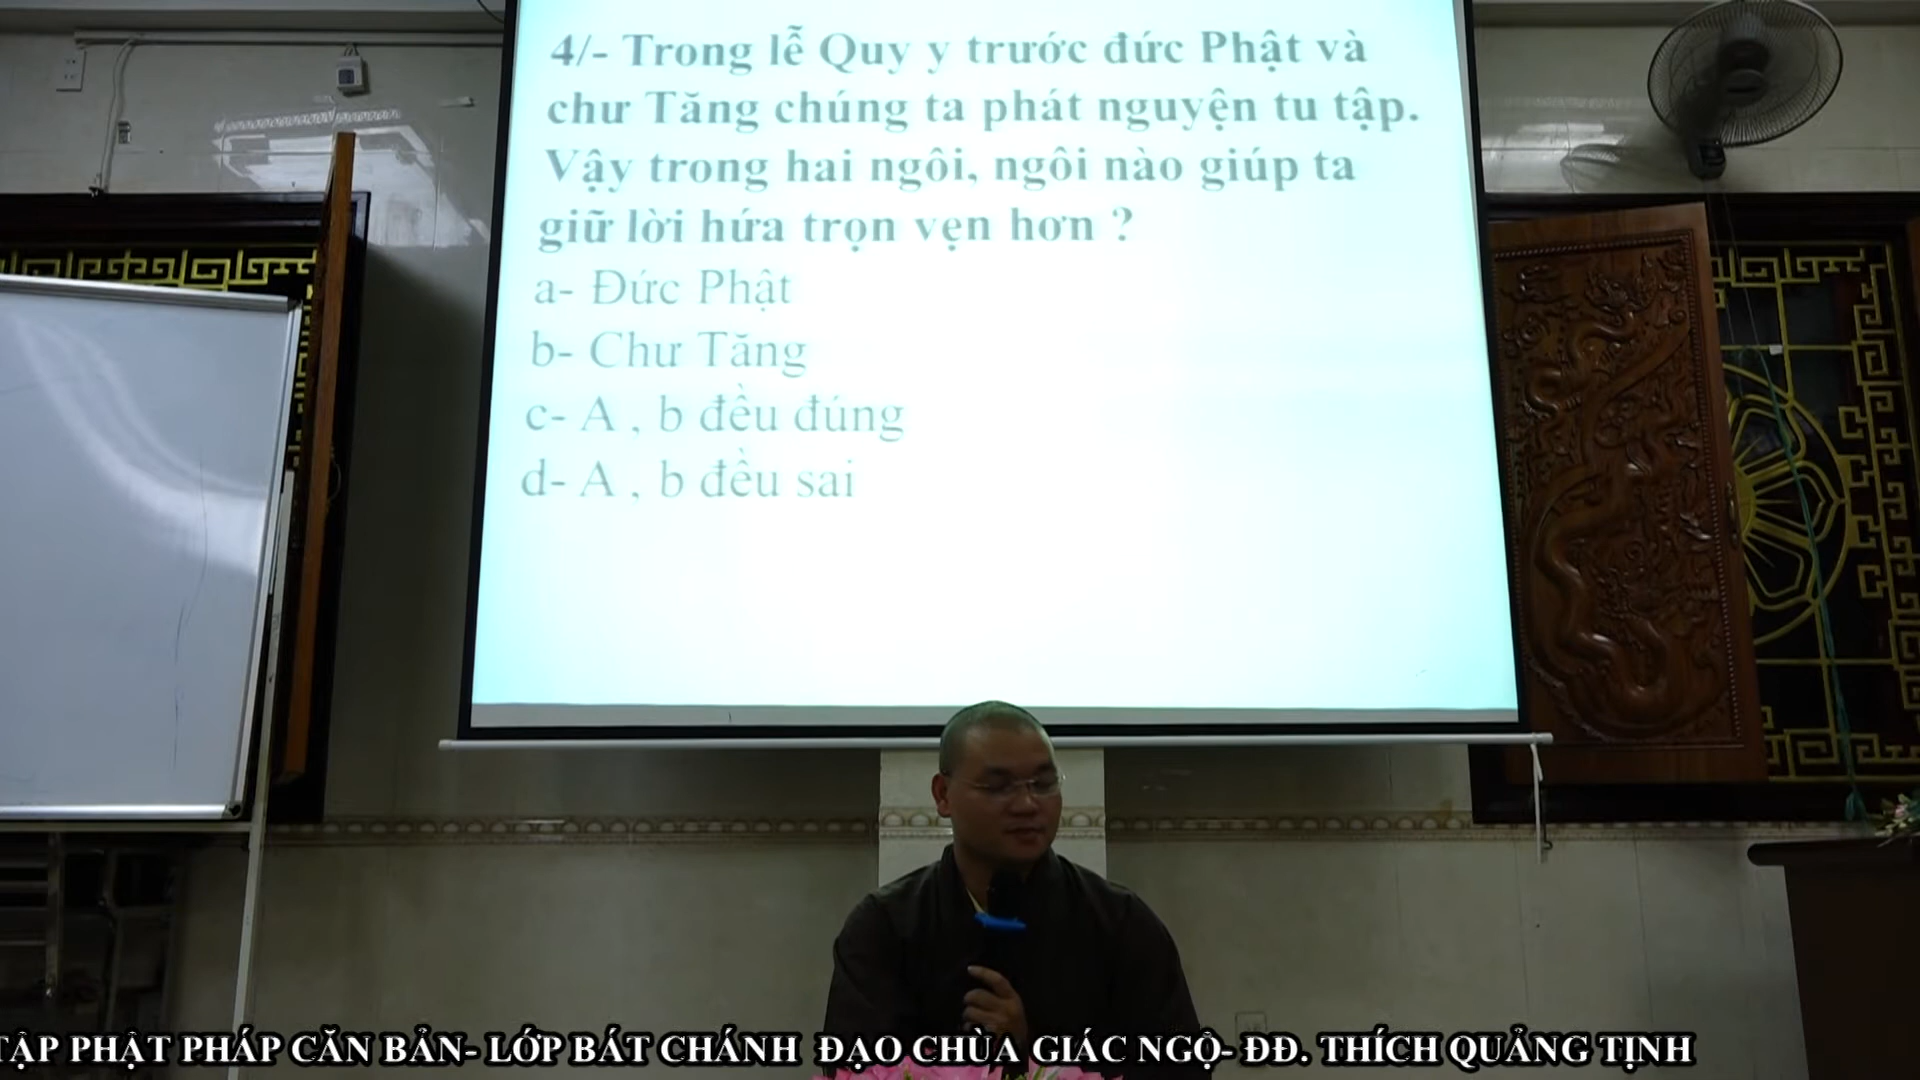 4/- Trong lễ Quy y trước đức Phật và
chư Tăng chúng ta phát nguyện tu tập.
Vậy trong hai ngôi, ngôi nào giúp ta
giữ lời hứa trọn vẹn hơn ?
a- Đức Phật
b- Chư Tăng
c- A , b đều đúng
d- A , b đều sai
TẬP PHẬT PHÁP CĂN BẢN- LỚP BÁT CHÁNH ĐẠO CHÙA GIÁC NGỘ- ĐĐ. THÍCH QUẢNG TỊNH